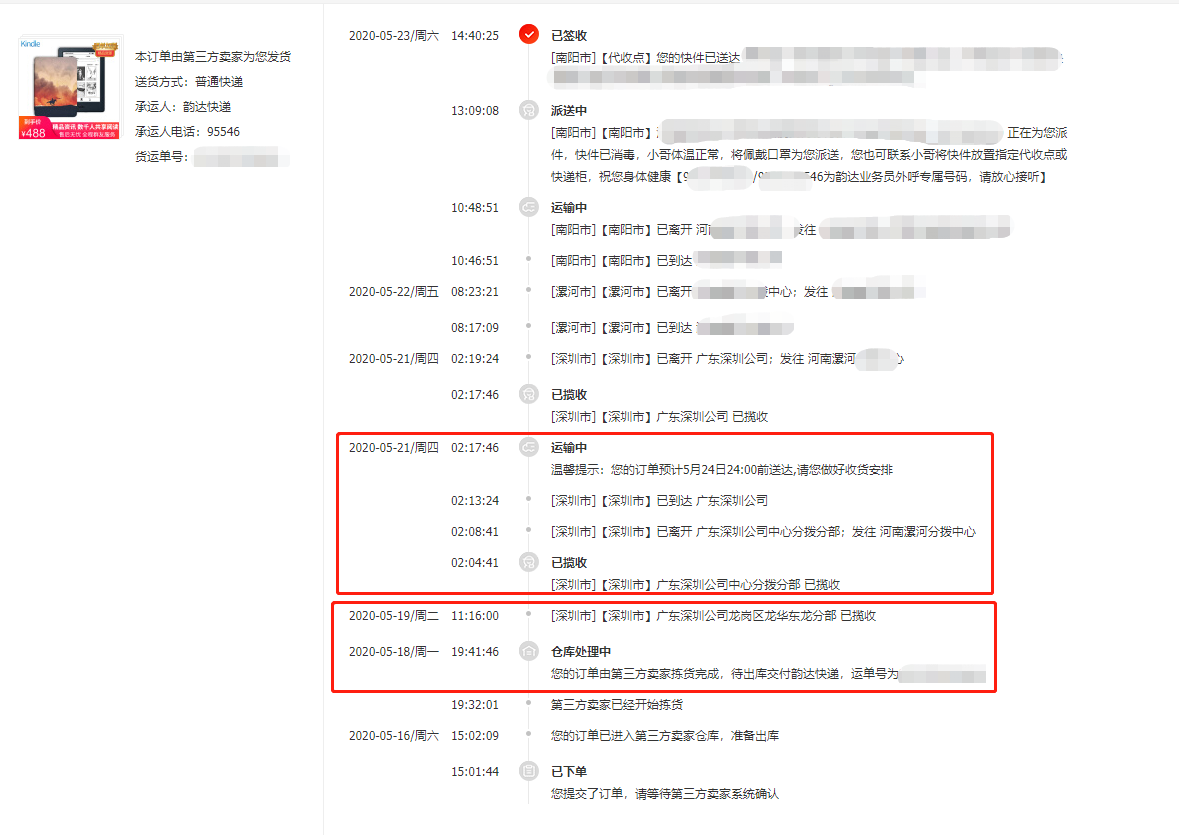 Kindle
到手价
¥488
精品资讯 数千人共享阅读
售后无忧 全程群友服务
本订单由第三方卖家为您发货
送货方式：普通快递
承运人：韵达快递
承运人电话：95546
货运单号：
2020-05-23/周六 14:40:25 已签收
[南阳市]【代收点】您的快件已送达
13:09:08 派送中
[南阳市]【南阳市】 正在为您派
件，快件已消毒，小哥体温正常，将佩戴口罩为您派送，您也可联系小哥将快件放置指定代收点或
快递柜，祝您身体健康【9 /9 546为韵达业务员外呼专属号码，请放心接听】
10:48:51 运输中
[南阳市]【南阳市】已离开 河南 发往
10:46:51 [南阳市]【南阳市】已到达
2020-05-22/周五 08:23:21 [漯河市]【漯河市】已离开 拨中心；发往
08:17:09 [漯河市]【漯河市】已到达
2020-05-21/周四 02:19:24 [深圳市]【深圳市】已离开 广东深圳公司；发往 河南漯河 心
02:17:46 已揽收
[深圳市]【深圳市】广东深圳公司 已揽收
2020-05-21/周四 02:17:46 运输中
温馨提示：您的订单预计5月24日24:00前送达,请您做好收货安排
02:13:24 [深圳市]【深圳市】已到达 广东深圳公司
02:08:41 [深圳市]【深圳市】已离开 广东深圳公司中心分拨分部；发往 河南漯河分拨中心
02:04:41 已揽收
[深圳市]【深圳市】广东深圳公司中心分拨分部 已揽收
2020-05-19/周二 11:16:00 [深圳市]【深圳市】广东深圳公司龙岗区龙华东龙分部 已揽收
2020-05-18/周一 19:41:46 仓库处理中
您的订单由第三方卖家拣货完成，待出库交付韵达快递，运单号为
19:32:01 第三方卖家已经开始拣货
2020-05-16/周六 15:02:09 您的订单已进入第三方卖家仓库，准备出库
15:01:44 已下单
您提交了订单，请等待第三方卖家系统确认